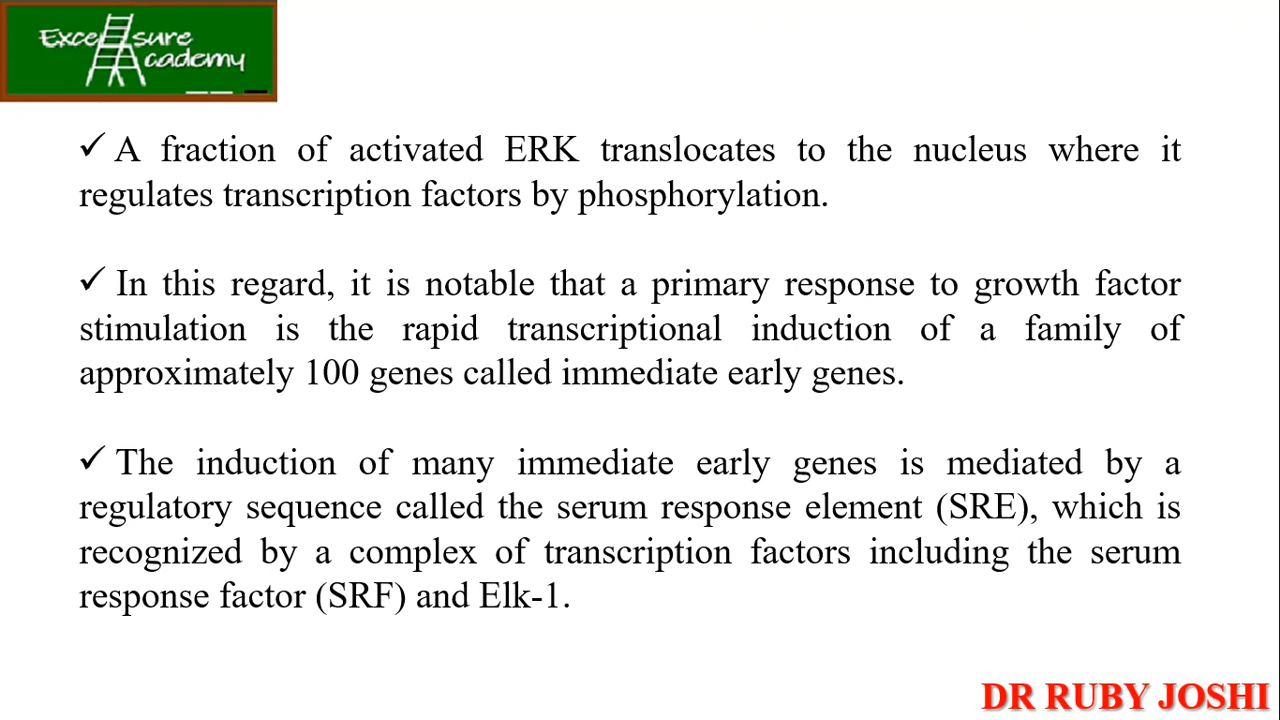 Excel sure
Academy
✓ A fraction of activated ERK translocates to the nucleus where it
regulates transcription factors by phosphorylation.
✓ In this regard, it is notable that a primary response to growth factor
stimulation is the rapid transcriptional induction of a family of
approximately 100 genes called immediate early genes.
✓ The induction of many immediate early genes is mediated by a
regulatory sequence called the serum response element (SRE), which is
recognized by a complex of transcription factors including the serum
response factor (SRF) and Elk-1.
DR RUBY JOSHI